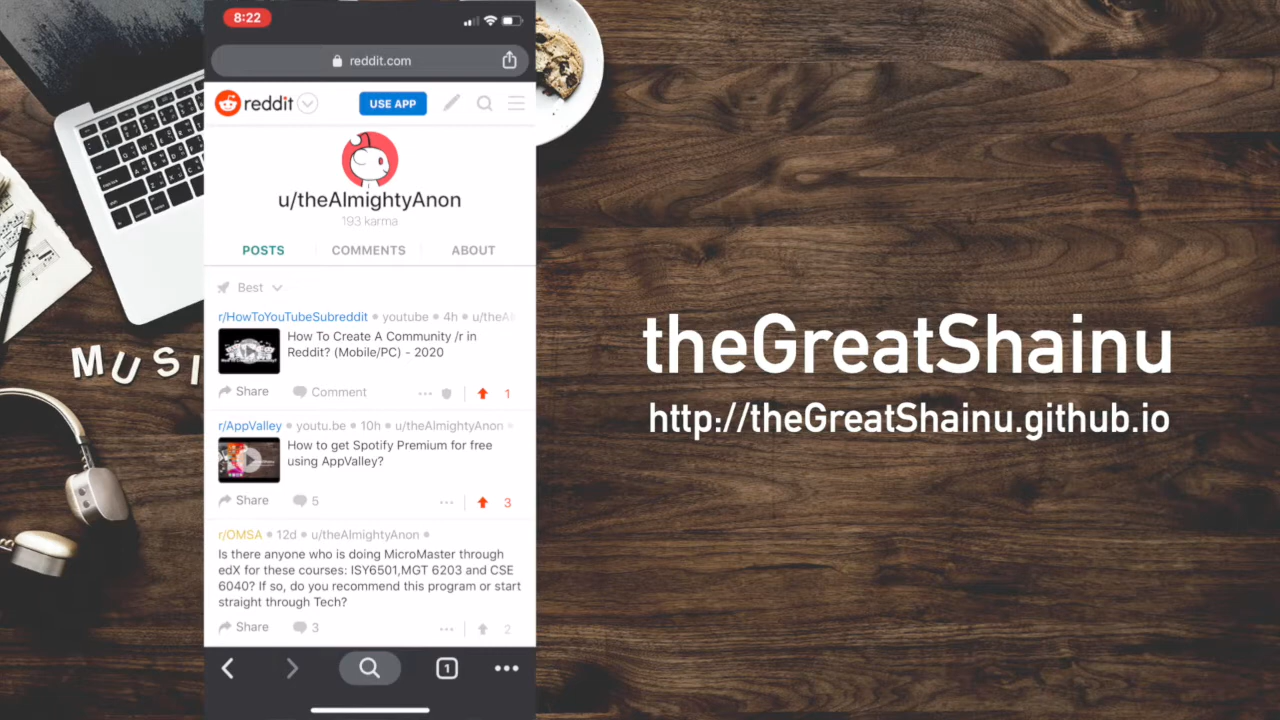 8:22
reddit.com
reddit
USE APP
u/theAlmightyAnon
193 karma
POSTS COMMENTS ABOUT
Best
r/HowToYouTubeSubreddit • youtube • 4h • u/theAl
How To Create A Community /r in
Reddit? (Mobile/PC) - 2020
Share Comment 1
r/AppValley • youtu.be • 10h • u/theAlmightyAnon •
How to get Spotify Premium for free
using AppValley?
Share 5 3
r/OMSA • 12d • u/theAlmightyAnon •
Is there anyone who is doing MicroMaster through
edX for these courses: ISY6501,MGT 6203 and CSE
6040? If so, do you recommend this program or start
straight through Tech?
Share 3 2
1
MUSI
theGreatShainu
http://theGreatShainu.github.io